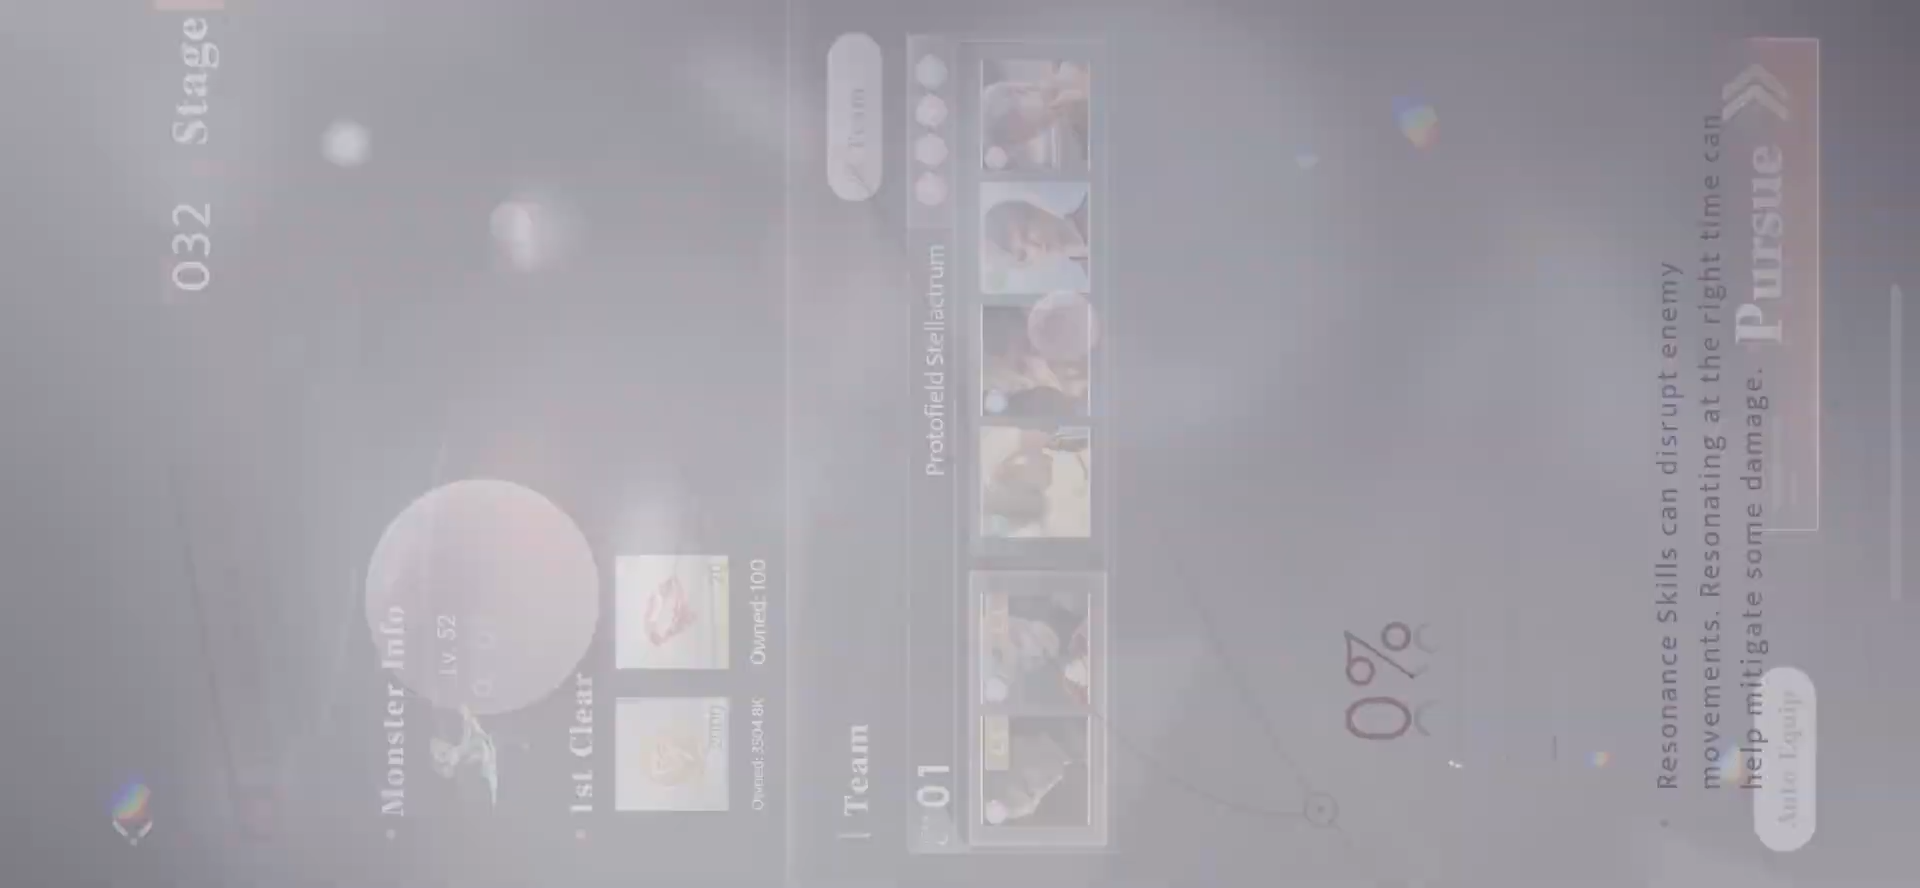 032 Stage
Monster Info
Lv. 52
1st Clear
2000
20
Owned: 3504.8K
Owned: 100
Team
Team
01
Protofield Stellactrum
0%
Resonance Skills can disrupt enemy
movements. Resonating at the right time can
help mitigate some damage.
Auto Equip
Pursue